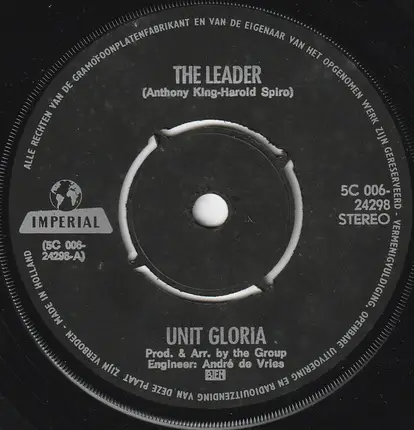 ALLE RECHTEN VAN DE GRAMOFOONPLATENFABRIKANT EN VAN DE EIGENAAR VAN HET OPGENOMEN WERK ZIJN GERESERVEERD - VERMENIGVULDIGING, OPENBARE UITVOERING EN RADIOUITZENDING VAN DEZE PLAAT ZIJN VERBODEN - MADE IN HOLLAND
THE LEADER
(Anthony King-Harold Spiro)
IMPERIAL
(5C 006-
24298-A)
5C 006-
24298
STEREO
UNIT GLORIA
Prod. & Arr. by the Group
Engineer: André de Vries